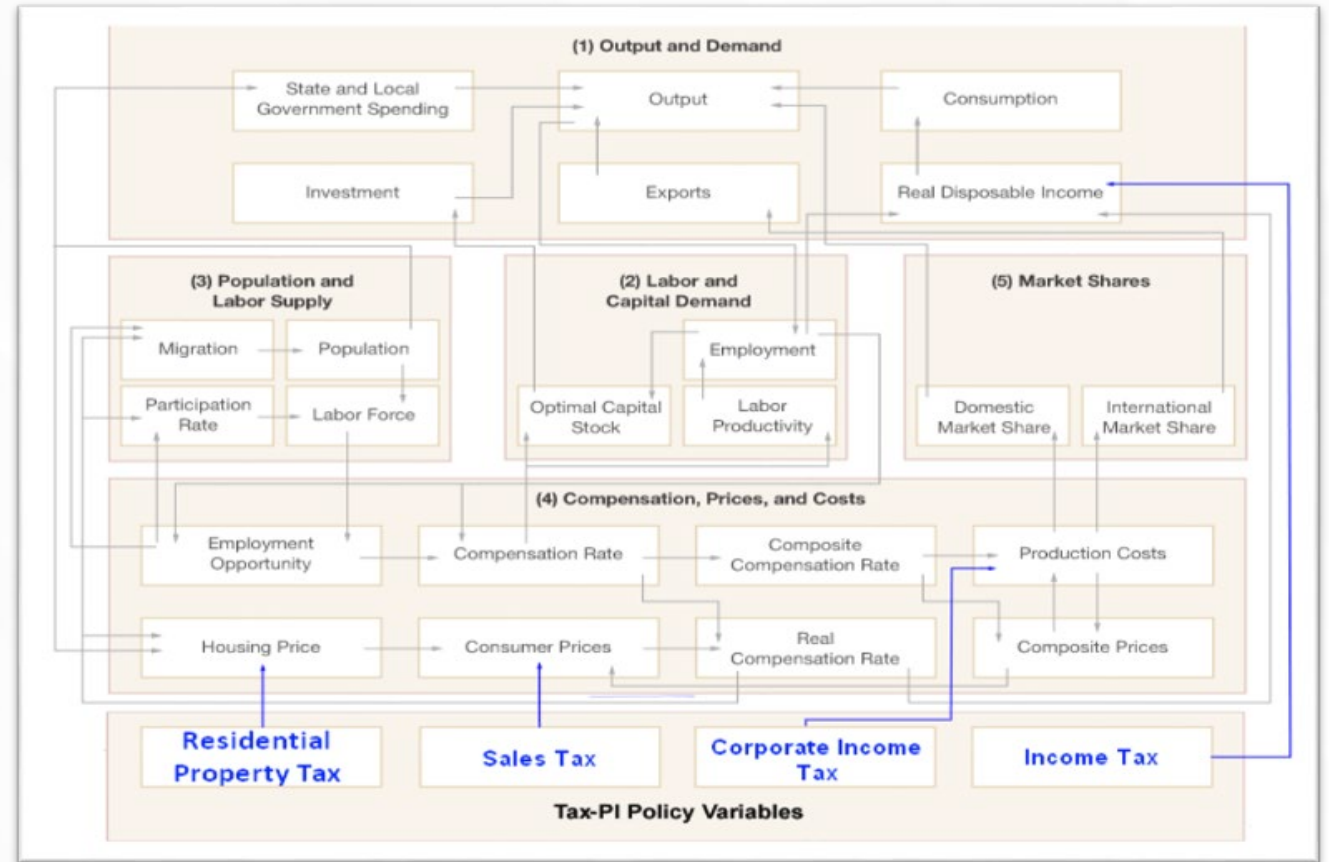 (1) Output and Demand
State and Local
Government Spending
Output
Consumption
Investment
Exports
Real Disposable Income
(3) Population and
Labor Supply
Migration
Population
Participation
Rate
Labor Force
(2) Labor and
Capital Demand
Employment
Optimal Capital
Stock
Labor
Productivity
(5) Market Shares
Domestic
Market Share
International
Market Share
(4) Compensation, Prices, and Costs
Employment
Opportunity
Compensation Rate
Composite
Compensation Rate
Production Costs
Housing Price
Consumer Prices
Real
Compensation Rate
Composite Prices
Residential
Property Tax
Sales Tax
Corporate Income
Tax
Income Tax
Tax-PI Policy Variables